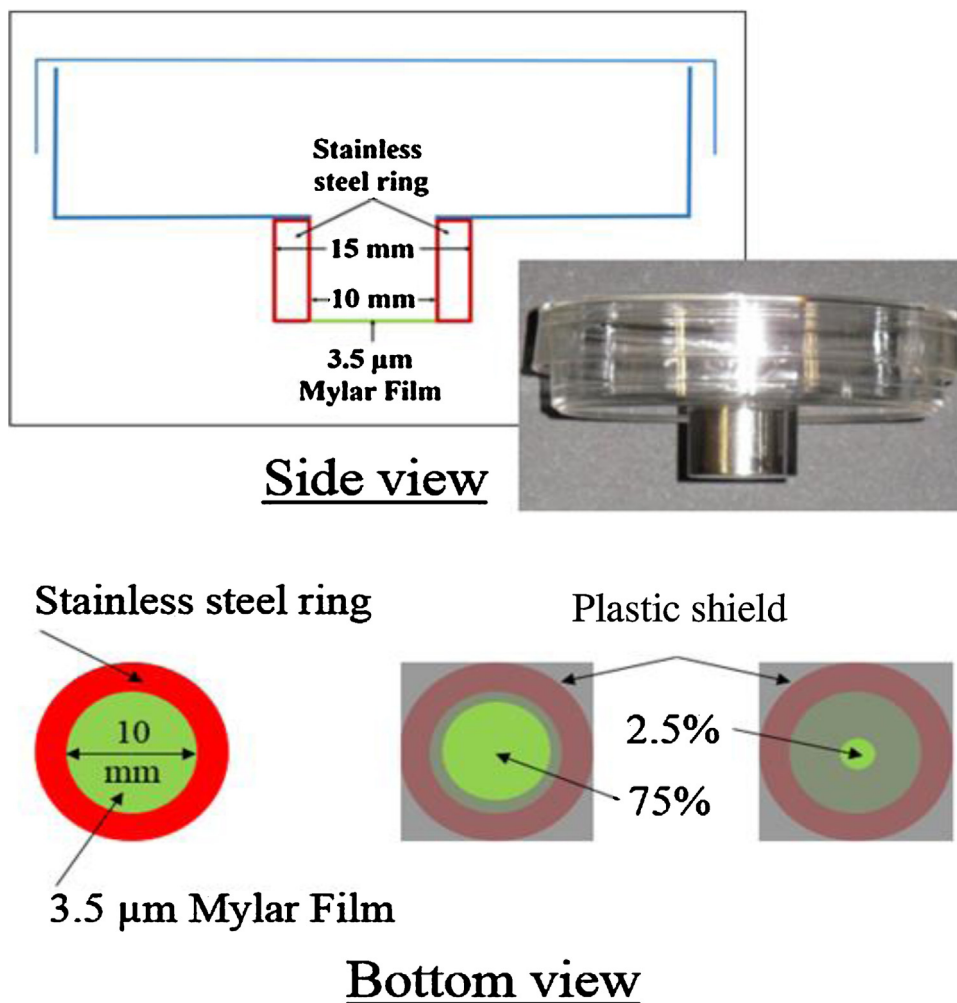 Stainless
steel ring
15 mm
10 mm
3.5 µm
Mylar Film
Side view
Stainless steel ring
Plastic shield
10
mm
2.5%
75%
3.5 µm Mylar Film
Bottom view